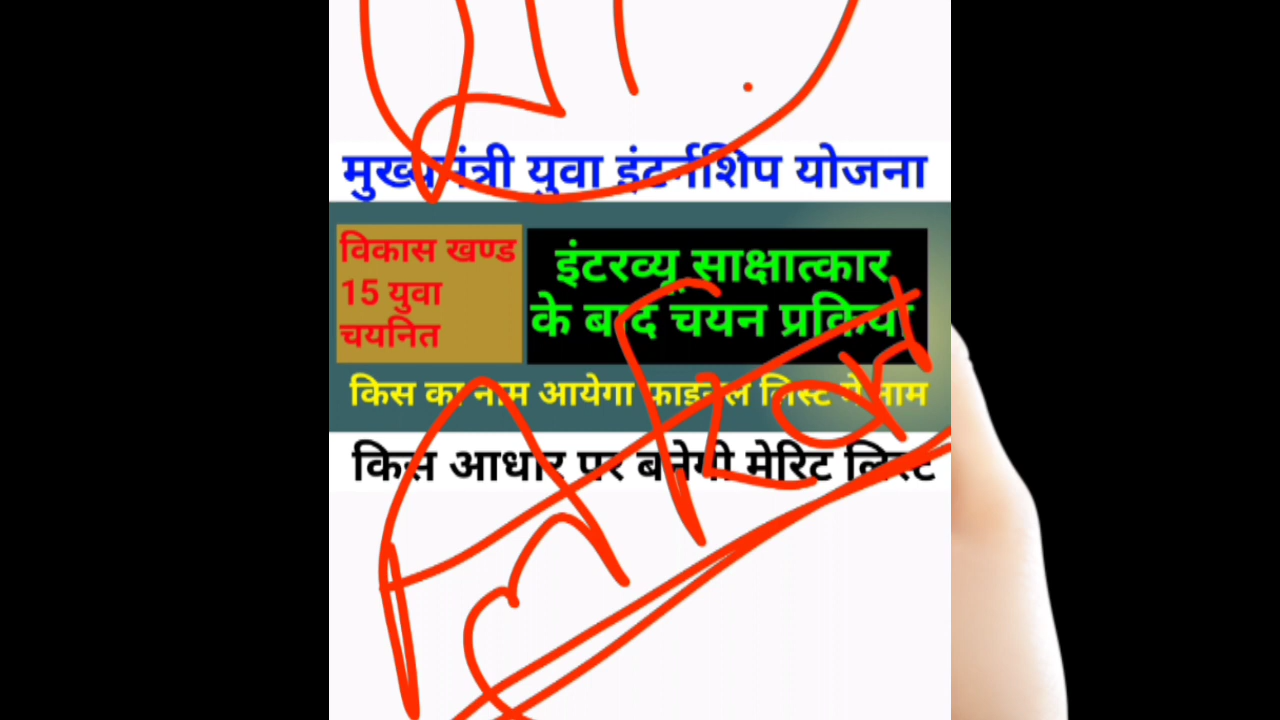 मुख्यमंत्री युवा इंटर्नशिप योजना
विकास खण्ड
15 युवा
चयनित
इंटरव्यू साक्षात्कार
के बाद चयन प्रक्रिया
किस का नाम आयेगा फाइनल लिस्ट में नाम
किस आधार पर बनेगी मेरिट लिस्ट